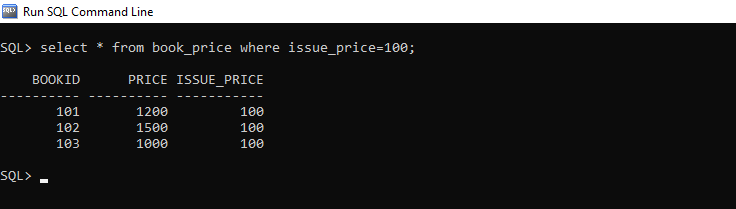 Run SQL Command Line
SQL> select * from book_price where issue_price=100;
    BOOKID      PRICE ISSUE_PRICE
---------- ---------- -----------
       101       1200         100
       102       1500         100
       103       1000         100
SQL>